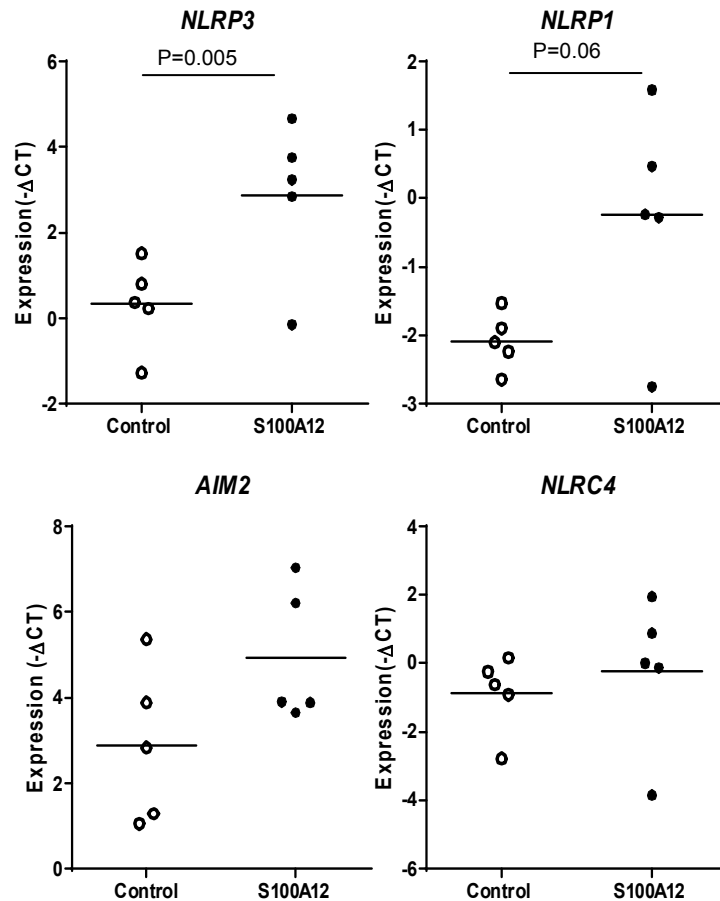 NLRP3
P=0.005
Expression(-ΔCT)
6
4
2
0
-2
Control S100A12
NLRP1
P=0.06
Expression(-ΔCT)
2
1
0
-1
-2
-3
Control S100A12
AIM2
Expression (-ΔCT)
8
6
4
2
0
Control S100A12
NLRC4
Expression(-ΔCT)
4
2
0
-2
-4
-6
Control S100A12